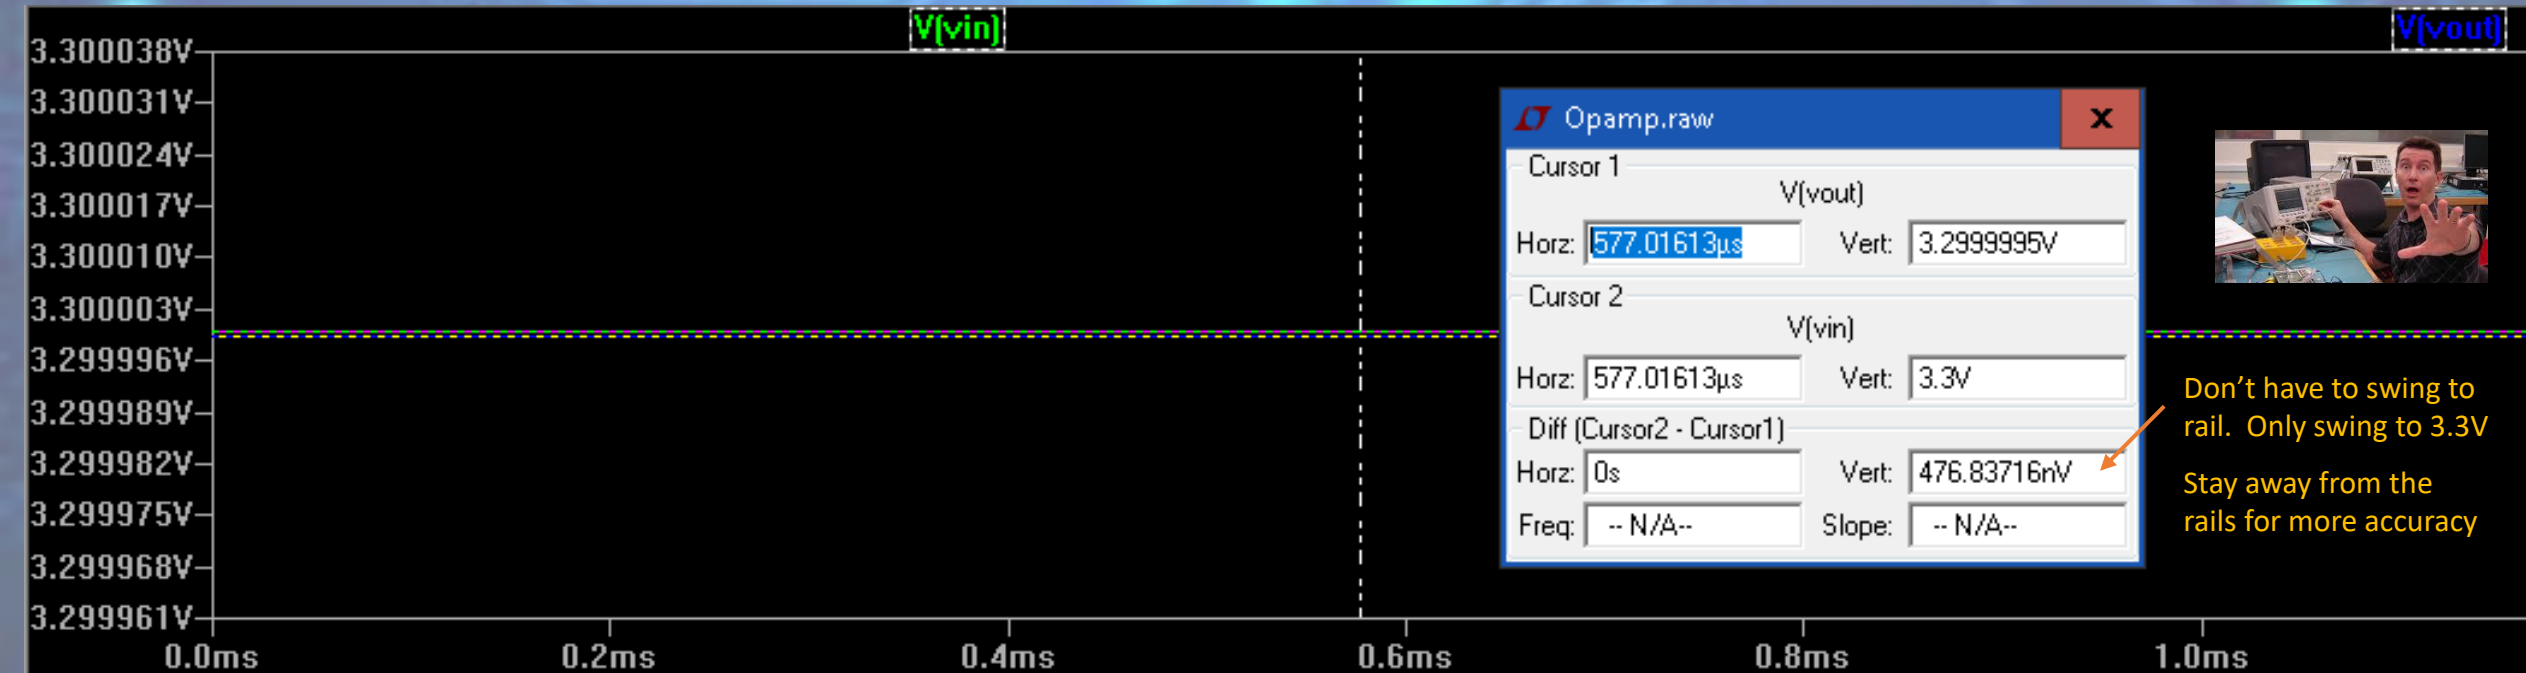 V(vin)
V(vout)
3.300038V
3.300031V
3.300024V
3.300017V
3.300010V
3.300003V
3.299996V
3.299989V
3.299982V
3.299975V
3.299968V
3.299961V
0.0ms 0.2ms 0.4ms 0.6ms 0.8ms 1.0ms
Opamp.raw
x
Cursor 1
V(vout)
Horz: 577.01613µs Vert: 3.2999995V
Cursor 2
V(vin)
Horz: 577.01613µs Vert: 3.3V
Diff (Cursor2 - Cursor1)
Horz: 0s Vert: 476.83716nV
Freq: -- N/A-- Slope: -- N/A--
Don’t have to swing to
rail. Only swing to 3.3V
Stay away from the
rails for more accuracy